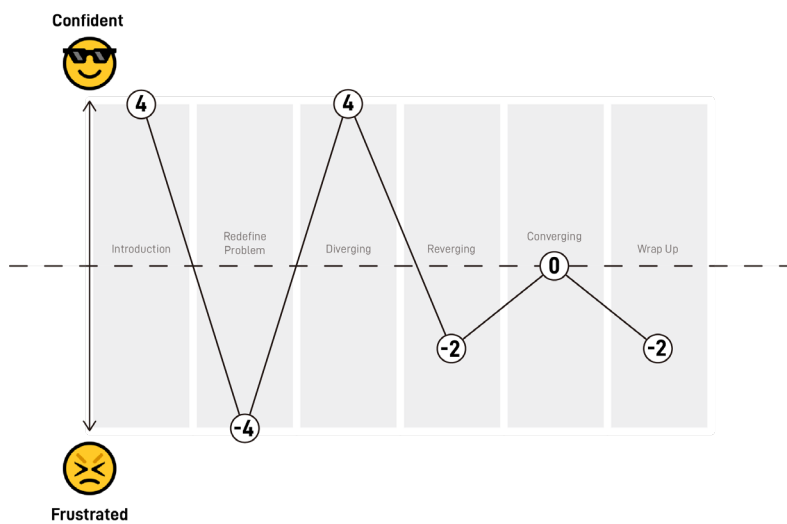 Confident
4
4
Introduction
Redefine
Problem
Diverging
Reverging
Converging
Wrap Up
0
-2
-2
-4
Frustrated